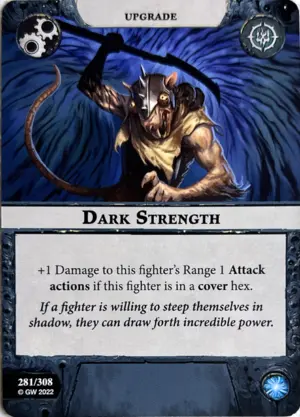 UPGRADE
DARK STRENGTH
+1 Damage to this fighter's Range 1 Attack
actions if this fighter is in a cover hex.
If a fighter is willing to steep themselves in
shadow, they can draw forth incredible power.
281/308
© GW 2022